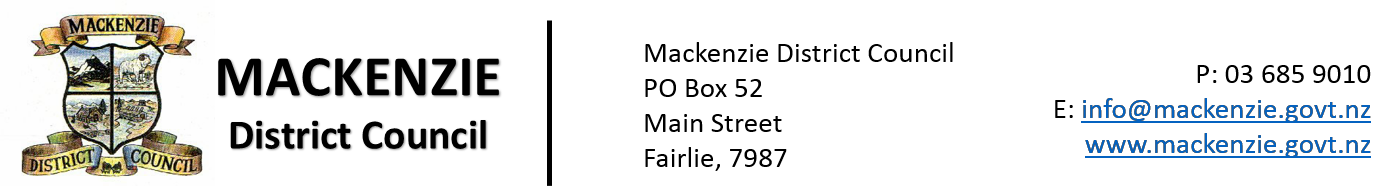 MACKENZIE
DISTRICT COUNCIL
MACKENZIE
District Council
Mackenzie District Council
PO Box 52
Main Street
Fairlie, 7987
P: 03 685 9010
E: info@mackenzie.govt.nz
www.mackenzie.govt.nz